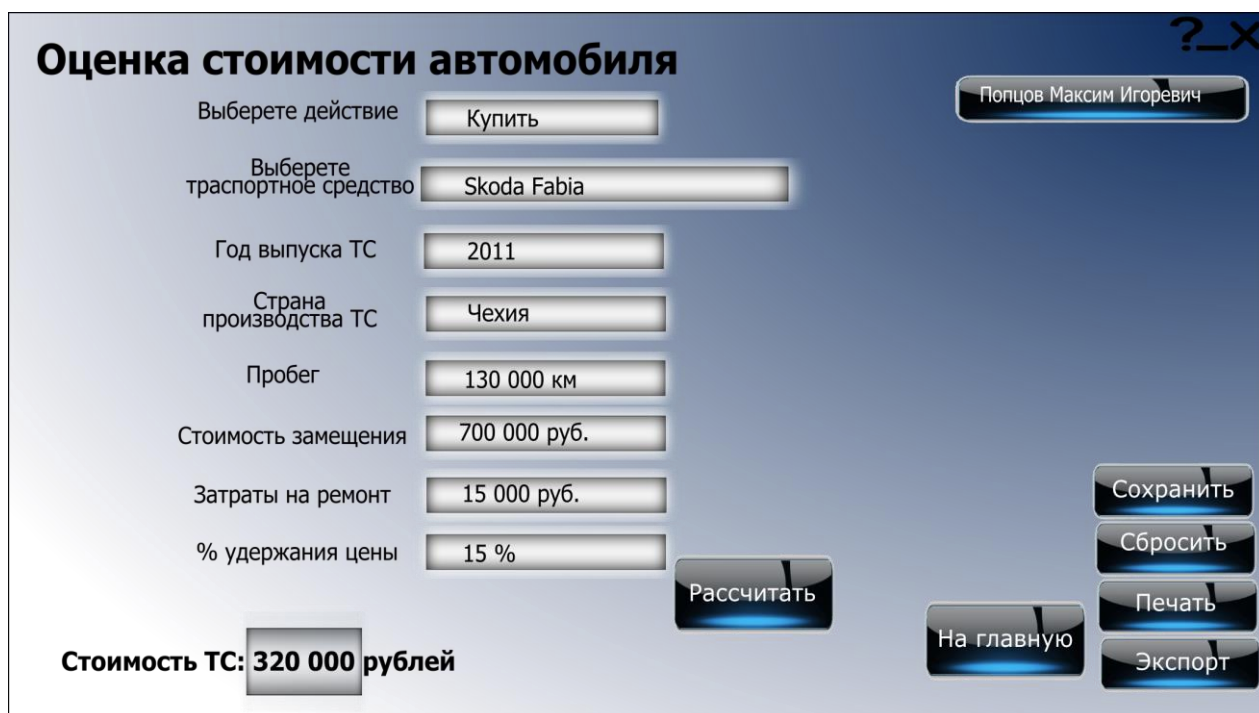 ?_X
Оценка стоимости автомобиля
Попцов Максим Игоревич
Выберете действие
Купить
Выберете
траспортное средство
Skoda Fabia
Год выпуска ТС
2011
Страна
производства ТС
Чехия
Пробег
130 000 км
Стоимость замещения
700 000 руб.
Затраты на ремонт
15 000 руб.
% удержания цены
15 %
Рассчитать
Стоимость ТС: 320 000 рублей
На главную
Сохранить
Сбросить
Печать
Экспорт